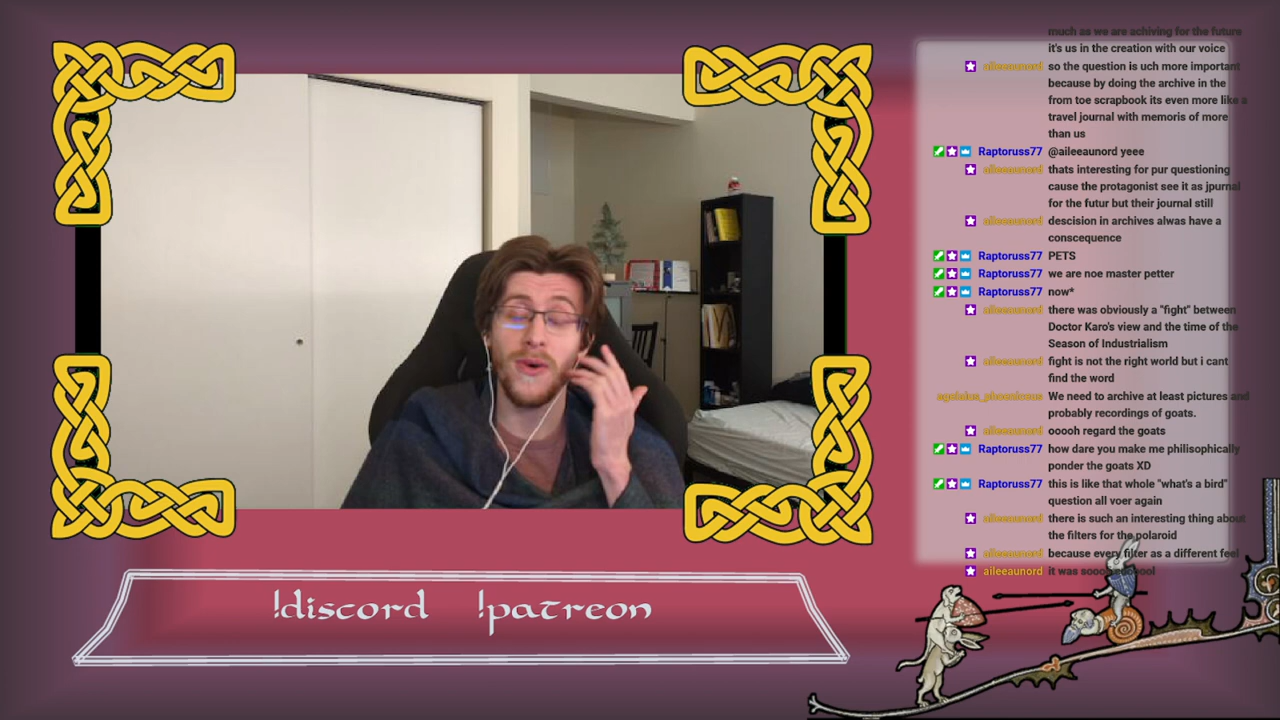 much as we are achiving for the future
it's us in the creation with our voice
aileeaunord so the question is uch more important
because by doing the archive in the
from toe scrapbook its even more like a
travel journal with memoris of more
than us
Raptoruss77 @aileeaunord yeee
aileeaunord thats interesting for pur questioning
cause the protagonist see it as jpurnal
for the futur but their journal still
aileeaunord descision in archives alwas have a
conscequence
Raptoruss77 PETS
Raptoruss77 we are noe master petter
Raptoruss77 now*
aileeaunord there was obviously a "fight" between
Doctor Karo's view and the time of the
Season of Industrialism
aileeaunord fight is not the right world but i cant
find the word
agelaius_phoeniceus We need to archive at least pictures and
probably recordings of goats.
aileeaunord ooooh regard the goats
Raptoruss77 how dare you make me philisophically
ponder the goats XD
Raptoruss77 this is like that whole "what's a bird"
question all voer again
aileeaunord there is such an interesting thing about
the filters for the polaroid
aileeaunord because every filter as a different feel
aileeaunord it was
!discord !patreon